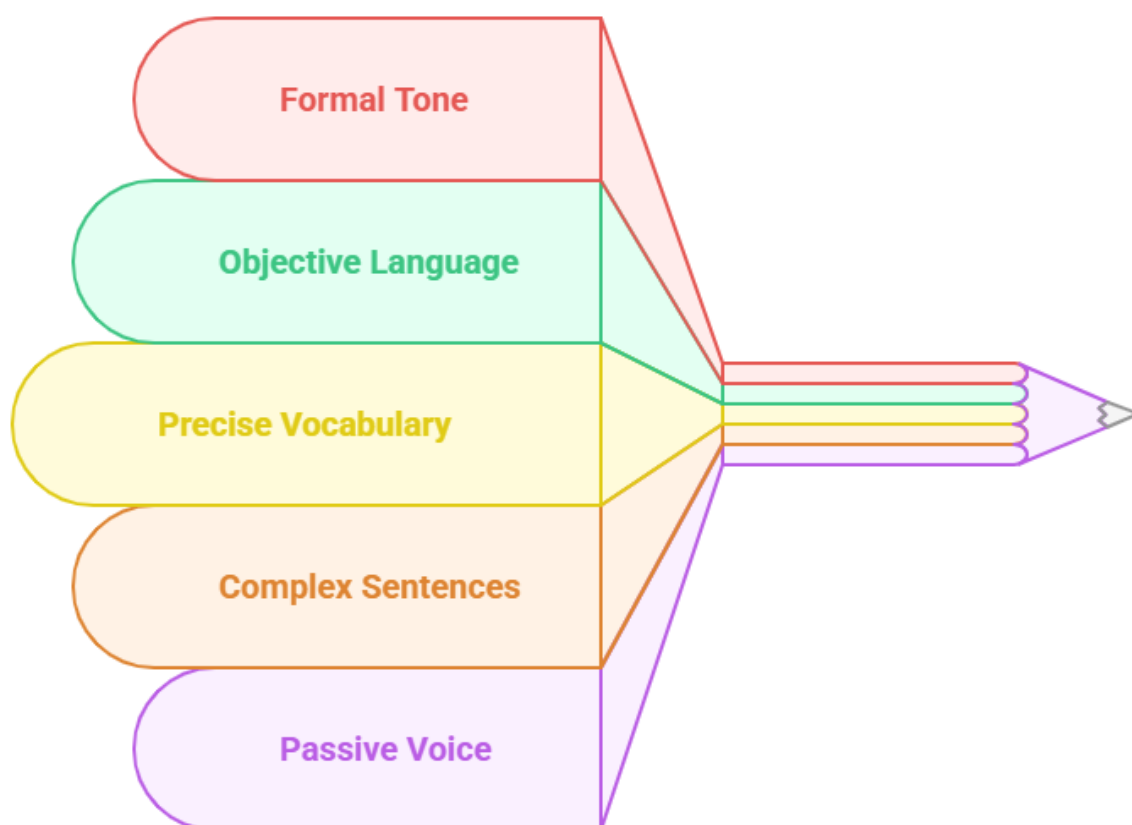 Formal Tone
Objective Language
Precise Vocabulary
Complex Sentences
Passive Voice